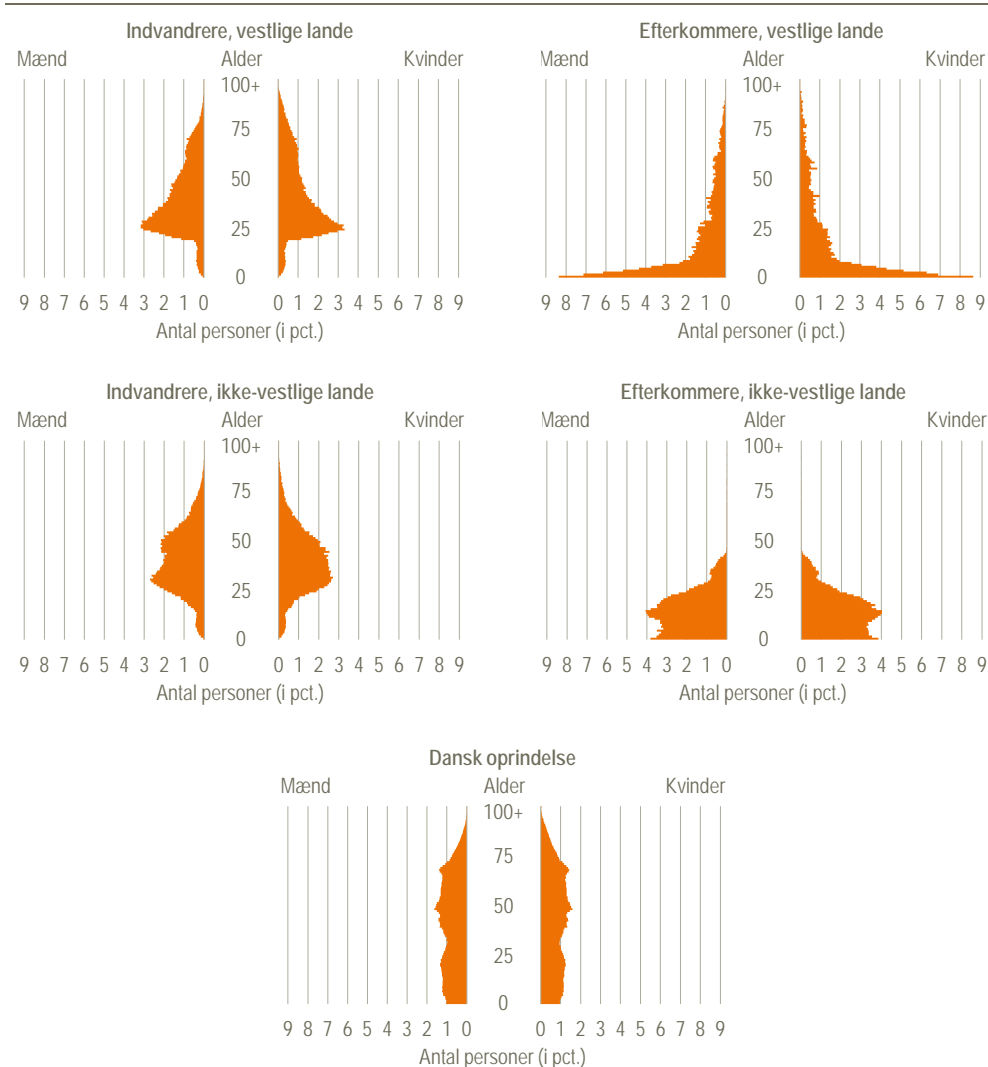 Indvandrere, vestlige lande
Mænd Alder Kvinder
100+
75
50
25
0
9 8 7 6 5 4 3 2 1 0 0 1 2 3 4 5 6 7 8 9
Antal personer (i pct.)
Efterkommere, vestlige lande
Mænd Alder Kvinder
100+
75
50
25
0
9 8 7 6 5 4 3 2 1 0 0 1 2 3 4 5 6 7 8 9
Antal personer (i pct.)
Indvandrere, ikke-vestlige lande
Mænd Alder Kvinder
100+
75
50
25
0
9 8 7 6 5 4 3 2 1 0 0 1 2 3 4 5 6 7 8 9
Antal personer (i pct.)
Efterkommere, ikke-vestlige lande
Mænd Alder Kvinder
100+
75
50
25
0
9 8 7 6 5 4 3 2 1 0 0 1 2 3 4 5 6 7 8 9
Antal personer (i pct.)
Dansk oprindelse
Mænd Alder Kvinder
100+
75
50
25
0
9 8 7 6 5 4 3 2 1 0 0 1 2 3 4 5 6 7 8 9
Antal personer (i pct.)